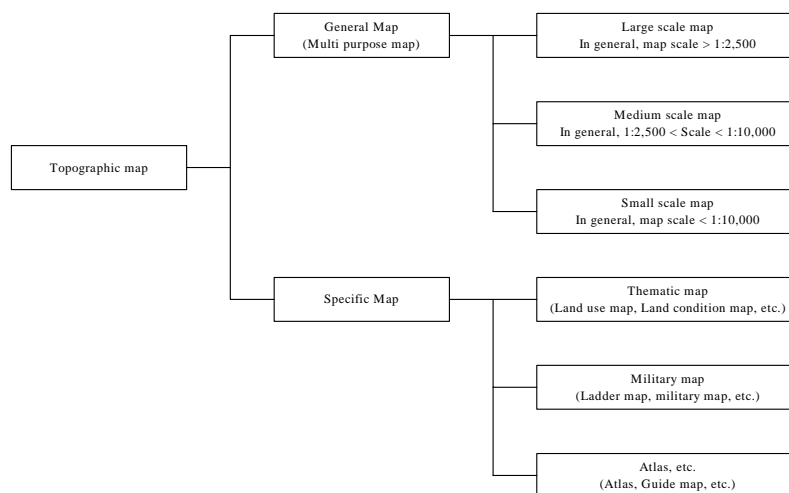 Topographic map
General Map
(Multi purpose map)
Large scale map
In general, map scale > 1:2,500
Medium scale map
In general, 1:2,500 < Scale < 1:10,000
Small scale map
In general, map scale < 1:10,000
Specific Map
Thematic map
(Land use map, Land condition map, etc.)
Military map
(Ladder map, military map, etc.)
Atlas, etc.
(Atlas, Guide map, etc.)